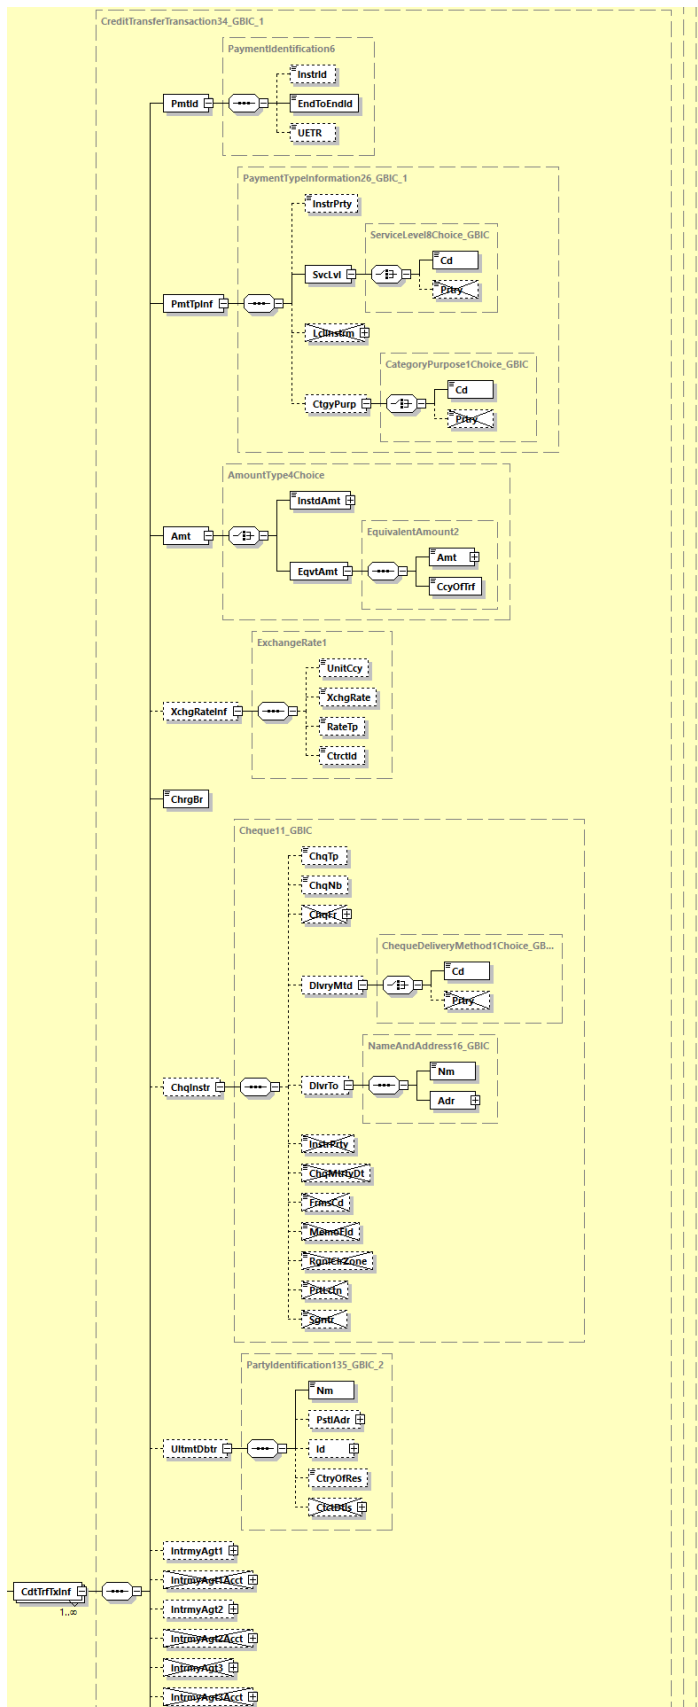 CreditTransferTransaction34_GBIC_1
PaymentIdentification6
InstrId
PmtId
EndToEndId
UETR
PaymentTypeInformation26_GBIC_1
InstrPrty
ServiceLevel8Choice_GBIC
Cd
SvcLvl
Prtry
PmtTpInf
LclInstrm
CategoryPurpose1Choice_GBIC
Cd
CtgyPurp
Prtry
AmountType4Choice
InstdAmt
EquivalentAmount2
Amt
Amt
EqvtAmt
CcyOfTrf
ExchangeRate1
UnitCcy
XchgRate
XchgRateInf
RateTp
CtrctId
ChrgBr
Cheque11_GBIC
ChqTp
ChqNb
ChqFr
ChequeDeliveryMethod1Choice_GB...
Cd
DlvryMtd
Prtry
NameAndAddress16_GBIC
Nm
ChqInstr
DlvrTo
Adr
InstrPrty
ChqMtrtyDt
FrmsCd
MemoFld
RgnlClrZone
PrtLctn
Sgntr
PartyIdentification135_GBIC_2
Nm
PstlAdr
UltmtDbtr
Id
CtryOfRes
CtctDtls
IntrmyAgt1
IntrmyAgt1Acct
CdtTrfTxInf
1..∞
IntrmyAgt2
IntrmyAgt2Acct
IntrmyAgt3
IntrmyAgt3Acct